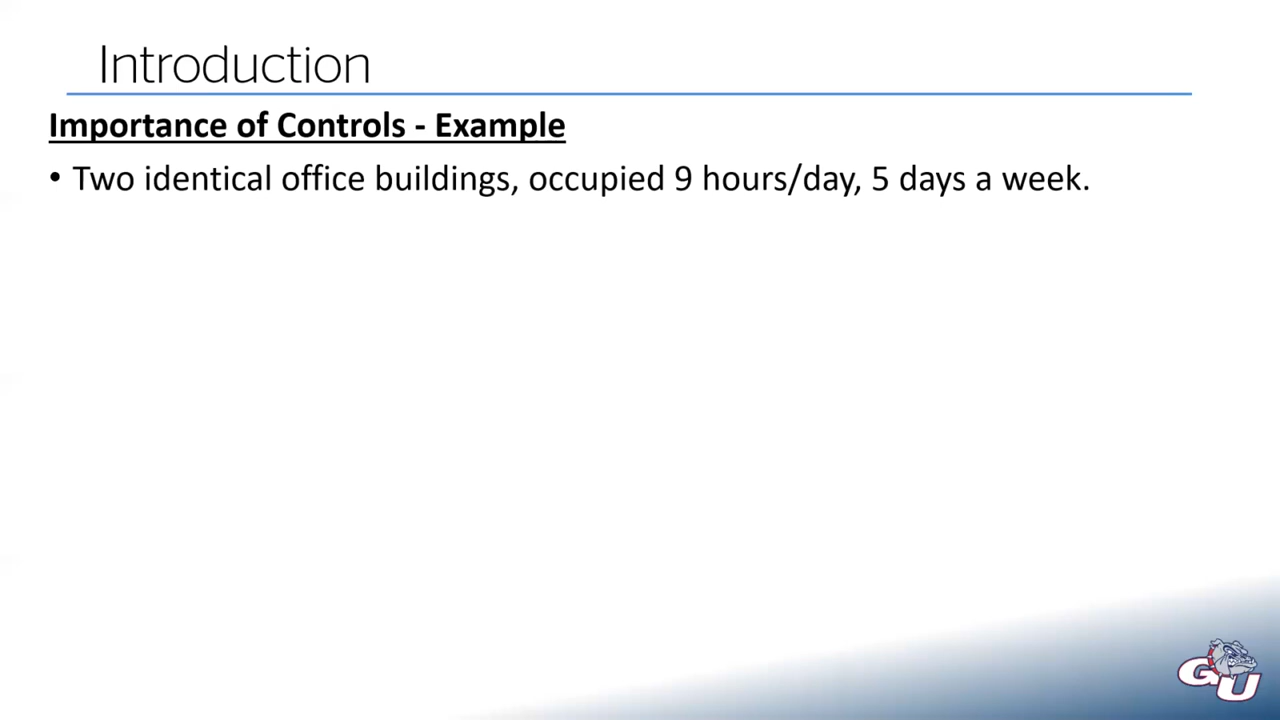 Introduction
Importance of Controls - Example
• Two identical office buildings, occupied 9 hours/day, 5 days a week.
GU